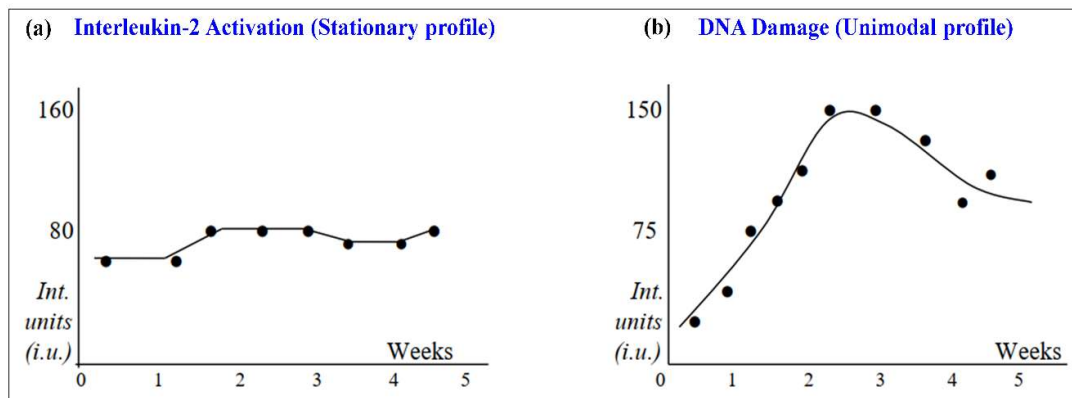 (a) Interleukin-2 Activation (Stationary profile)
160
80
Int.
units
(i.u.)
Weeks
0 1 2 3 4 5
(b) DNA Damage (Unimodal profile)
150
75
Int.
units
(i.u.)
Weeks
0 1 2 3 4 5